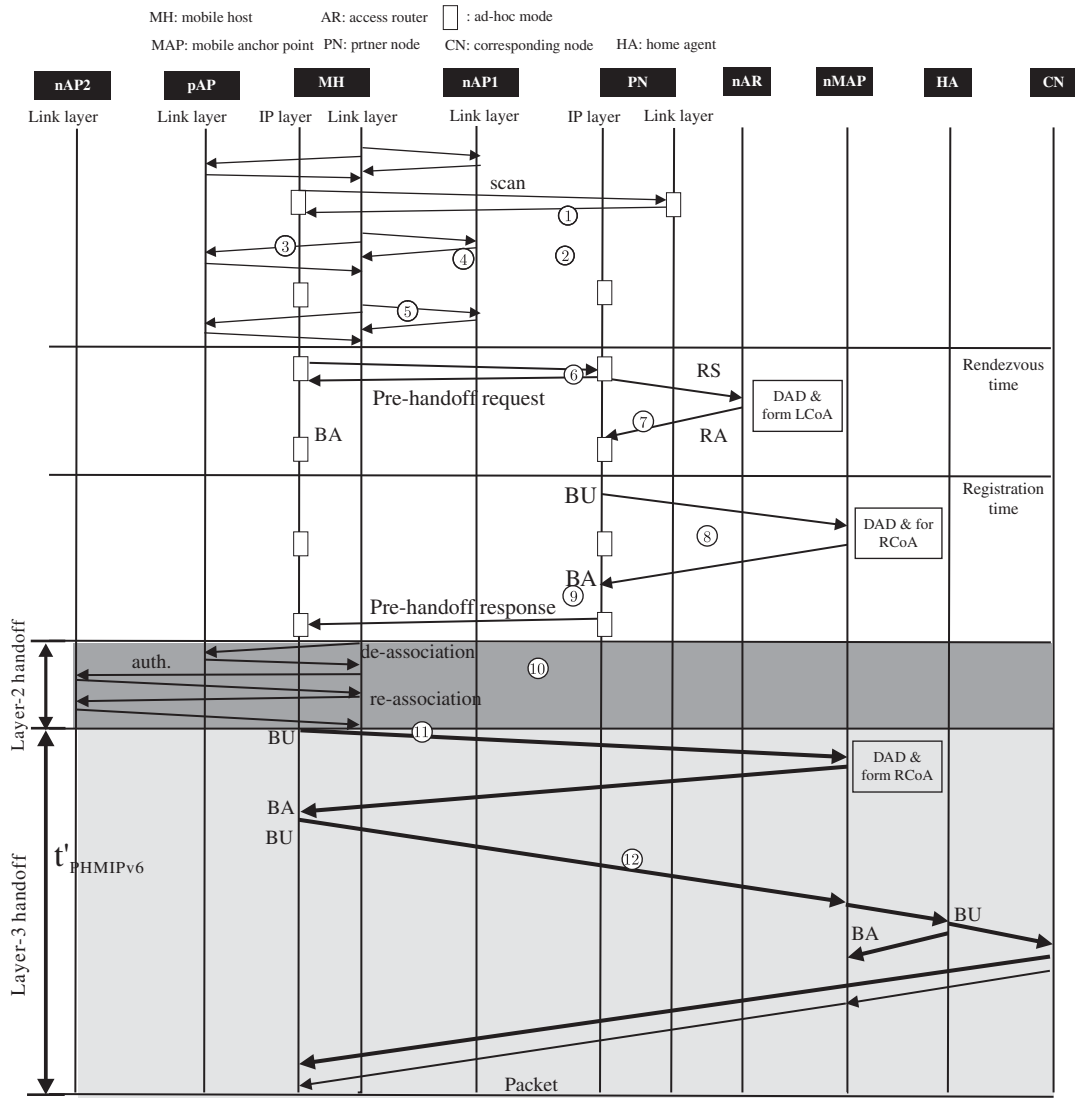 MH: mobile host AR: access router : ad-hoc mode
MAP: mobile anchor point PN: prtner node CN: corresponding node HA: home agent
nAP2 pAP MH nAP1 PN nAR nMAP HA CN
Link layer Link layer IP layer Link layer Link layer IP layer Link layer
scan
1
3 4 2
5
Rendezvous
time
6 RS
Pre-handoff request
DAD &
form LCoA
7
BA RA
Registration
time
BU
DAD & for
RCoA
8
BA
9
Pre-handoff response
Layer-2 handoff
de-association
auth.
10
re-association
11
BU
DAD &
form RCoA
BA
BU
t'PHMIPv6
12
Layer-3 handoff
BU
BA
Packet